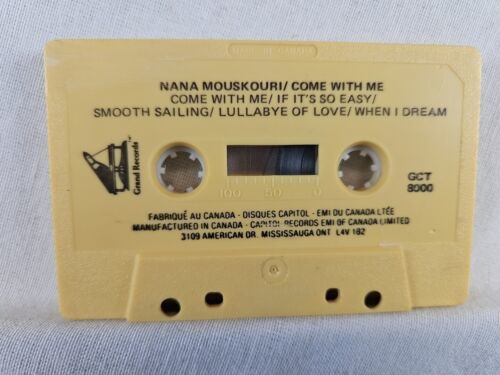 MADE IN CANADA
NANA MOUSKOURI/ COME WITH ME
COME WITH ME/ IF IT'S SO EASY/
SMOOTH SAILING/ LULLABYE OF LOVE/ WHEN I DREAM
Grand Records
GCT
8000
100 50 0
FABRIQUÉ AU CANADA - DISQUES CAPITOL - EMI DU CANADA LTÉE
MANUFACTURED IN CANADA - CAPITOL RECORDS EMI OF CANADA LIMITED
3109 AMERICAN DR. MISSISSAUGA ONT. L4V 1B2